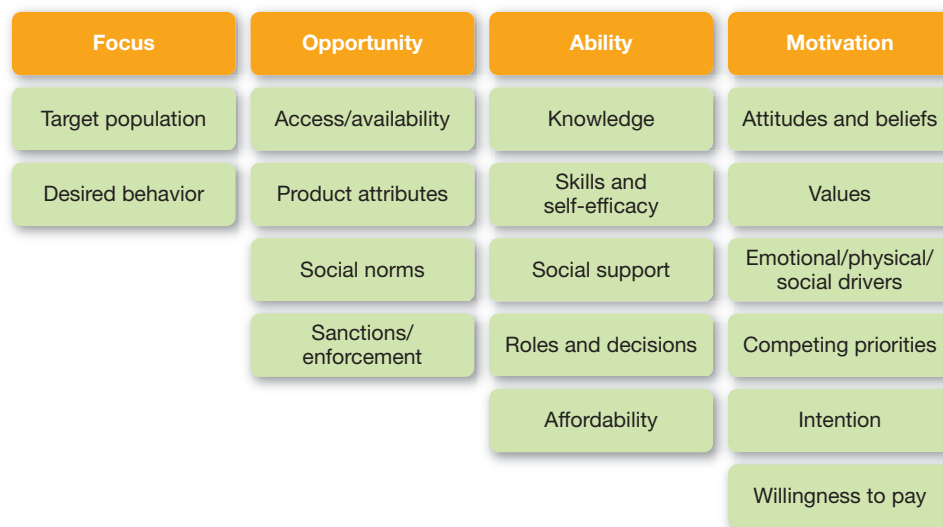 Focus
Opportunity
Ability
Motivation
Target population
Access/availability
Knowledge
Attitudes and beliefs
Desired behavior
Product attributes
Skills and
self-efficacy
Values
Social norms
Social support
Emotional/physical/
social drivers
Sanctions/
enforcement
Roles and decisions
Competing priorities
Affordability
Intention
Willingness to pay